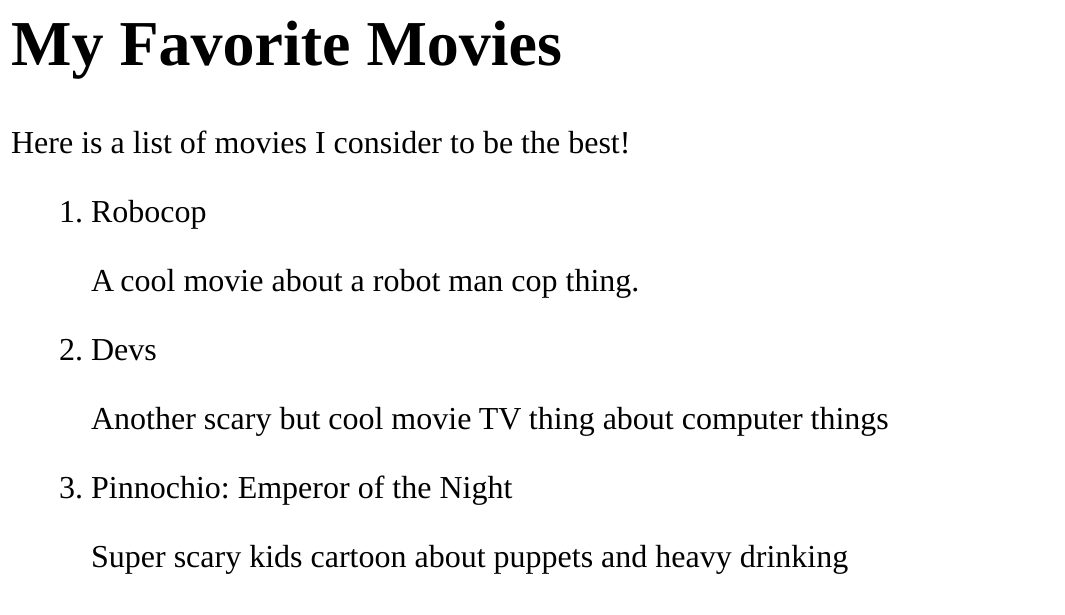 My Favorite Movies
Here is a list of movies I consider to be the best!
1. Robocop
A cool movie about a robot man cop thing.
2. Devs
Another scary but cool movie TV thing about computer things
3. Pinnochio: Emperor of the Night
Super scary kids cartoon about puppets and heavy drinking